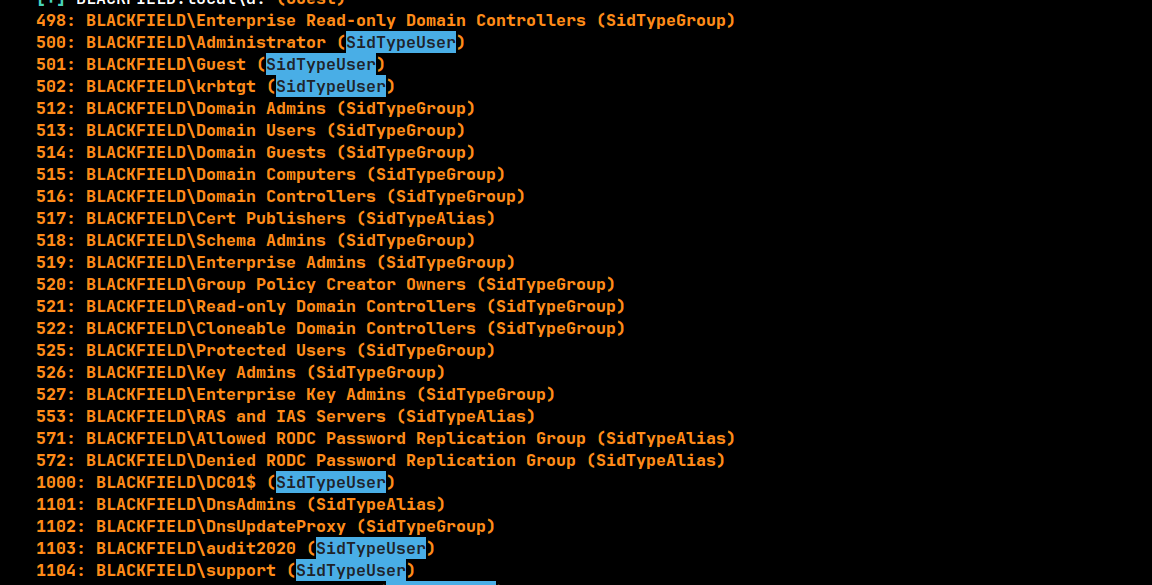 498: BLACKFIELD\Enterprise Read-only Domain Controllers (SidTypeGroup)
500: BLACKFIELD\Administrator (SidTypeUser)
501: BLACKFIELD\Guest (SidTypeUser)
502: BLACKFIELD\krbtgt (SidTypeUser)
512: BLACKFIELD\Domain Admins (SidTypeGroup)
513: BLACKFIELD\Domain Users (SidTypeGroup)
514: BLACKFIELD\Domain Guests (SidTypeGroup)
515: BLACKFIELD\Domain Computers (SidTypeGroup)
516: BLACKFIELD\Domain Controllers (SidTypeGroup)
517: BLACKFIELD\Cert Publishers (SidTypeAlias)
518: BLACKFIELD\Schema Admins (SidTypeGroup)
519: BLACKFIELD\Enterprise Admins (SidTypeGroup)
520: BLACKFIELD\Group Policy Creator Owners (SidTypeGroup)
521: BLACKFIELD\Read-only Domain Controllers (SidTypeGroup)
522: BLACKFIELD\Cloneable Domain Controllers (SidTypeGroup)
525: BLACKFIELD\Protected Users (SidTypeGroup)
526: BLACKFIELD\Key Admins (SidTypeGroup)
527: BLACKFIELD\Enterprise Key Admins (SidTypeGroup)
553: BLACKFIELD\RAS and IAS Servers (SidTypeAlias)
571: BLACKFIELD\Allowed RODC Password Replication Group (SidTypeAlias)
572: BLACKFIELD\Denied RODC Password Replication Group (SidTypeAlias)
1000: BLACKFIELD\DC01$ (SidTypeUser)
1101: BLACKFIELD\DnsAdmins (SidTypeAlias)
1102: BLACKFIELD\DnsUpdateProxy (SidTypeGroup)
1103: BLACKFIELD\audit2020 (SidTypeUser)
1104: BLACKFIELD\support (SidTypeUser)